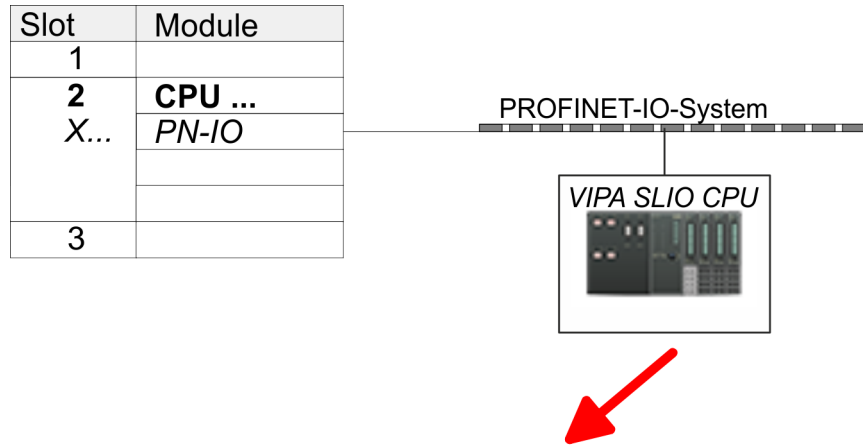 Slot Module
1
2 CPU ...
X... PN-IO
3
PROFINET-IO-System
VIPA SLIO CPU